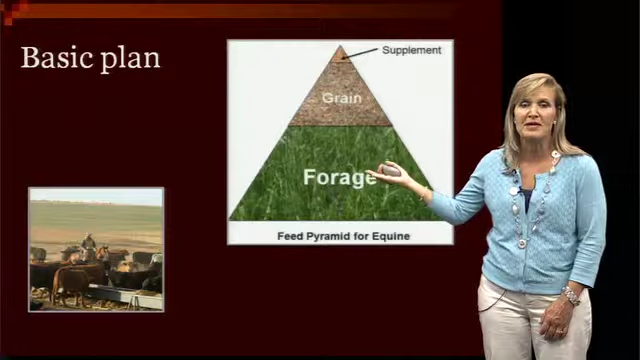 Basic plan
Supplement
Grain
Forage
Feed Pyramid for Equine